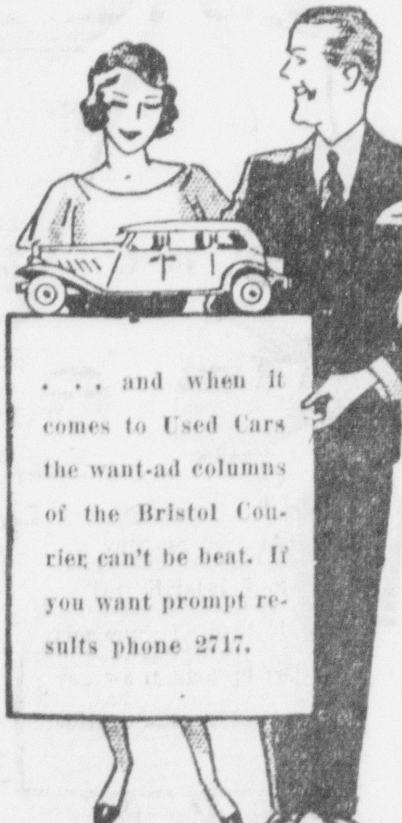 . . . and when it
comes to Used Cars
the want-ad columns
of the Bristol Cou-
rier can't be beat. If
you want prompt re-
sults phone 2717.